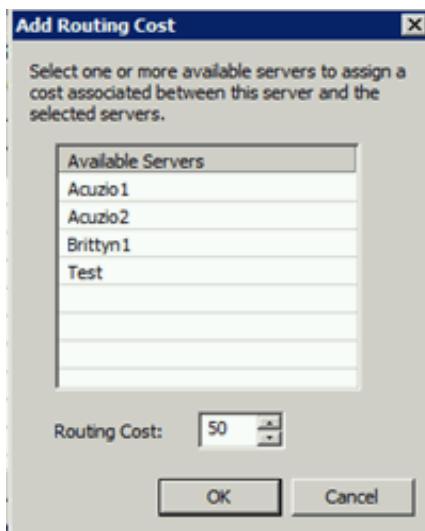 Add Routing Cost
Select one or more available servers to assign a
cost associated between this server and the
selected servers.
Available Servers
Acuzio1
Acuzio2
Brittyn1
Test
Routing Cost: 50
OK Cancel